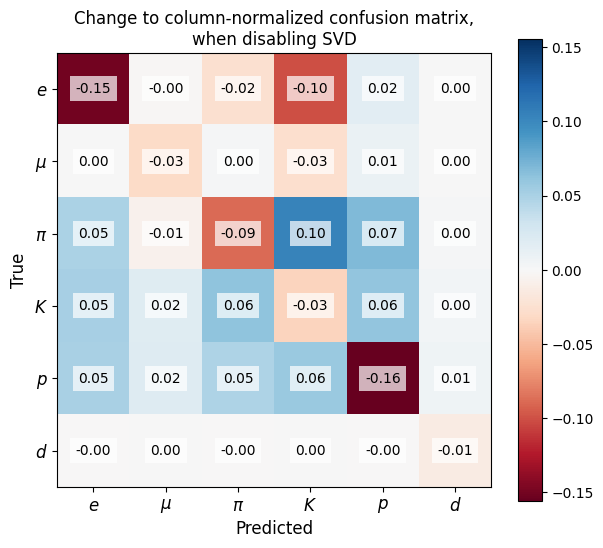 Change to column-normalized confusion matrix,
when disabling SVD
e -0.15 -0.00 -0.02 -0.10 0.02 0.00
μ 0.00 -0.03 0.00 -0.03 0.01 0.00
π 0.05 -0.01 -0.09 0.10 0.07 0.00
K 0.05 0.02 0.06 -0.03 0.06 0.00
p 0.05 0.02 0.05 0.06 -0.16 0.01
d -0.00 0.00 -0.00 0.00 -0.00 -0.01
e μ π K p d
Predicted
True
0.15
0.10
0.05
0.00
−0.05
−0.10
−0.15